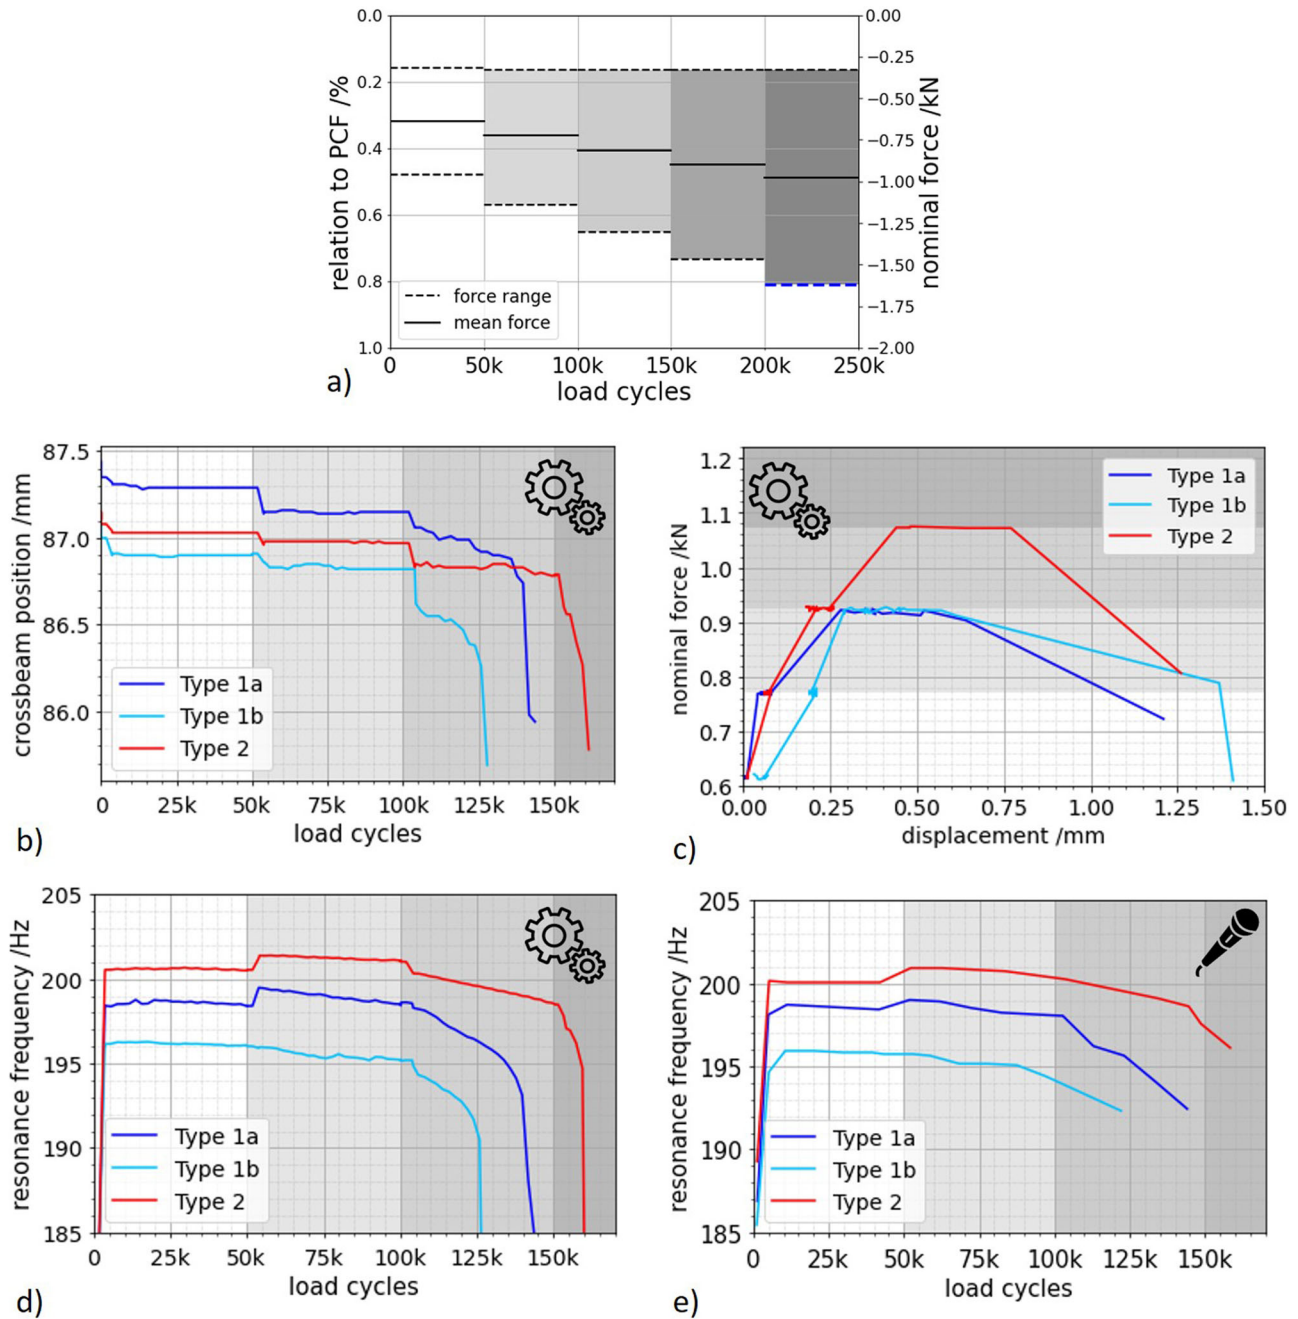 0.0
0.2
0.4
0.6
0.8
1.0
relation to PCF /%
0.00
−0.25
−0.50
−0.75
−1.00
−1.25
−1.50
−1.75
−2.00
nominal force /kN
force range
mean force
0 50k 100k 150k 200k 250k
load cycles
a)
87.5
87.0
86.5
86.0
crossbeam position /mm
Type 1a
Type 1b
Type 2
0 25k 50k 75k 100k 125k 150k
load cycles
b)
1.2
1.1
1.0
0.9
0.8
0.7
0.6
nominal force /kN
Type 1a
Type 1b
Type 2
0.00 0.25 0.50 0.75 1.00 1.25 1.50
displacement /mm
c)
205
200
195
190
185
resonance frequency /Hz
Type 1a
Type 1b
Type 2
0 25k 50k 75k 100k 125k 150k
load cycles
d)
205
200
195
190
185
resonance frequency /Hz
Type 1a
Type 1b
Type 2
0 25k 50k 75k 100k 125k 150k
load cycles
e)